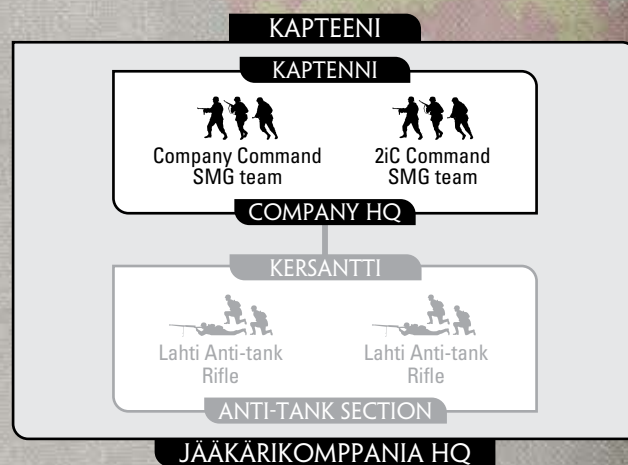 KAPTEENI
KAPTENNI
Company Command
SMG team
2iC Command
SMG team
COMPANY HQ
KERSANTTI
Lahti Anti-tank
Rifle
Lahti Anti-tank
Rifle
ANTI-TANK SECTION
JÄÄKÄRIKOMPPANIA HQ